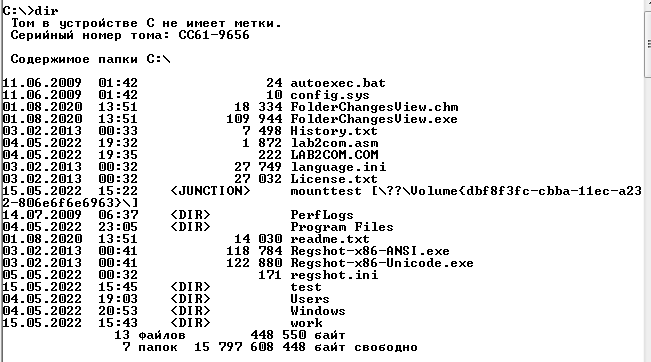 C:\>dir
Том в устройстве C не имеет метки.
Серийный номер тома: CC61-9656
Содержимое папки C:\
11.06.2009  01:42                24 autoexec.bat
11.06.2009  01:42                10 config.sys
01.08.2020  13:51            18 334 FolderChangesView.chm
01.08.2020  13:51           109 944 FolderChangesView.exe
03.02.2013  00:33             7 498 History.txt
04.05.2022  19:32             1 872 lab2com.asm
04.05.2022  19:35               222 LAB2COM.COM
03.02.2013  00:32            27 749 language.ini
03.02.2013  00:32            27 032 License.txt
15.05.2022  15:22    <JUNCTION>     mounttest [\??\Volume{dbf8f3fc-cbba-11ec-a23
2-806e6f6e6963}\]
14.07.2009  06:37    <DIR>          PerfLogs
04.05.2022  23:05    <DIR>          Program Files
01.08.2020  13:51            14 030 readme.txt
03.02.2013  00:41           118 784 Regshot-x86-ANSI.exe
03.02.2013  00:41           122 880 Regshot-x86-Unicode.exe
05.05.2022  00:32               171 regshot.ini
15.05.2022  15:45    <DIR>          test
04.05.2022  19:03    <DIR>          Users
04.05.2022  20:53    <DIR>          Windows
15.05.2022  15:43    <DIR>          work
13 файлов        448 550 байт
7 папок  15 797 608 448 байт свободно